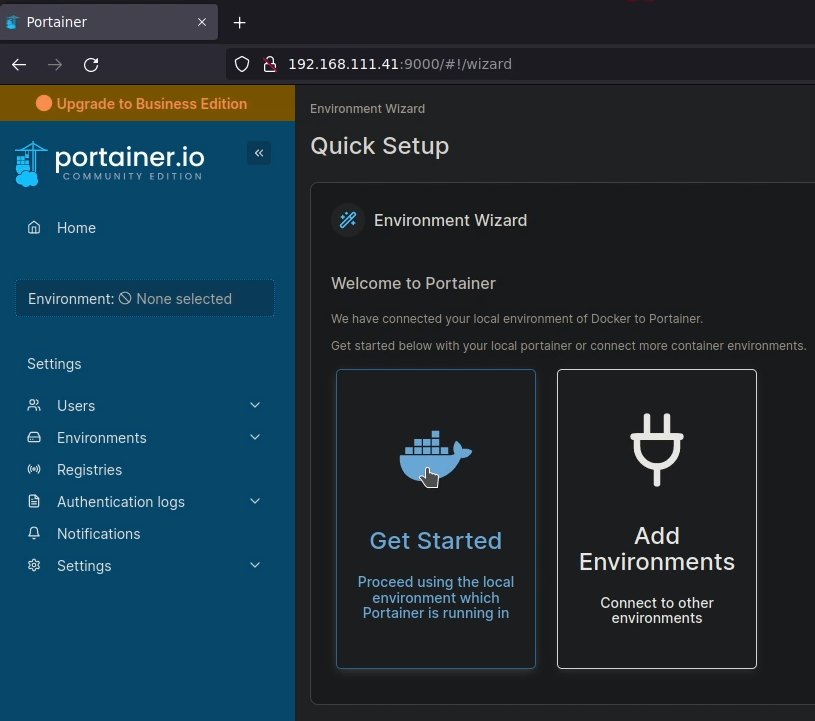 Portainer
192.168.111.41:9000/#!/wizard
Upgrade to Business Edition
portainer.io
COMMUNITY EDITION
Home
Environment: None selected
Settings
Users
Environments
Registries
Authentication logs
Notifications
Settings
Environment Wizard
Quick Setup
Environment Wizard
Welcome to Portainer
We have connected your local environment of Docker to Portainer.
Get started below with your local portainer or connect more container environments.
Get Started
Proceed using the local
environment which
Portainer is running in
Add
Environments
Connect to other
environments